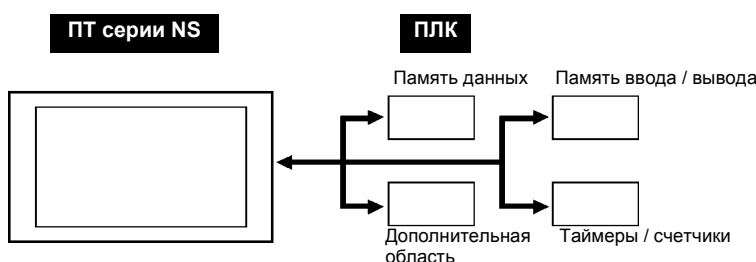 ПТ серии NS
ПЛК
Память данных
Память ввода / вывода
Дополнительная
область
Таймеры / счетчики